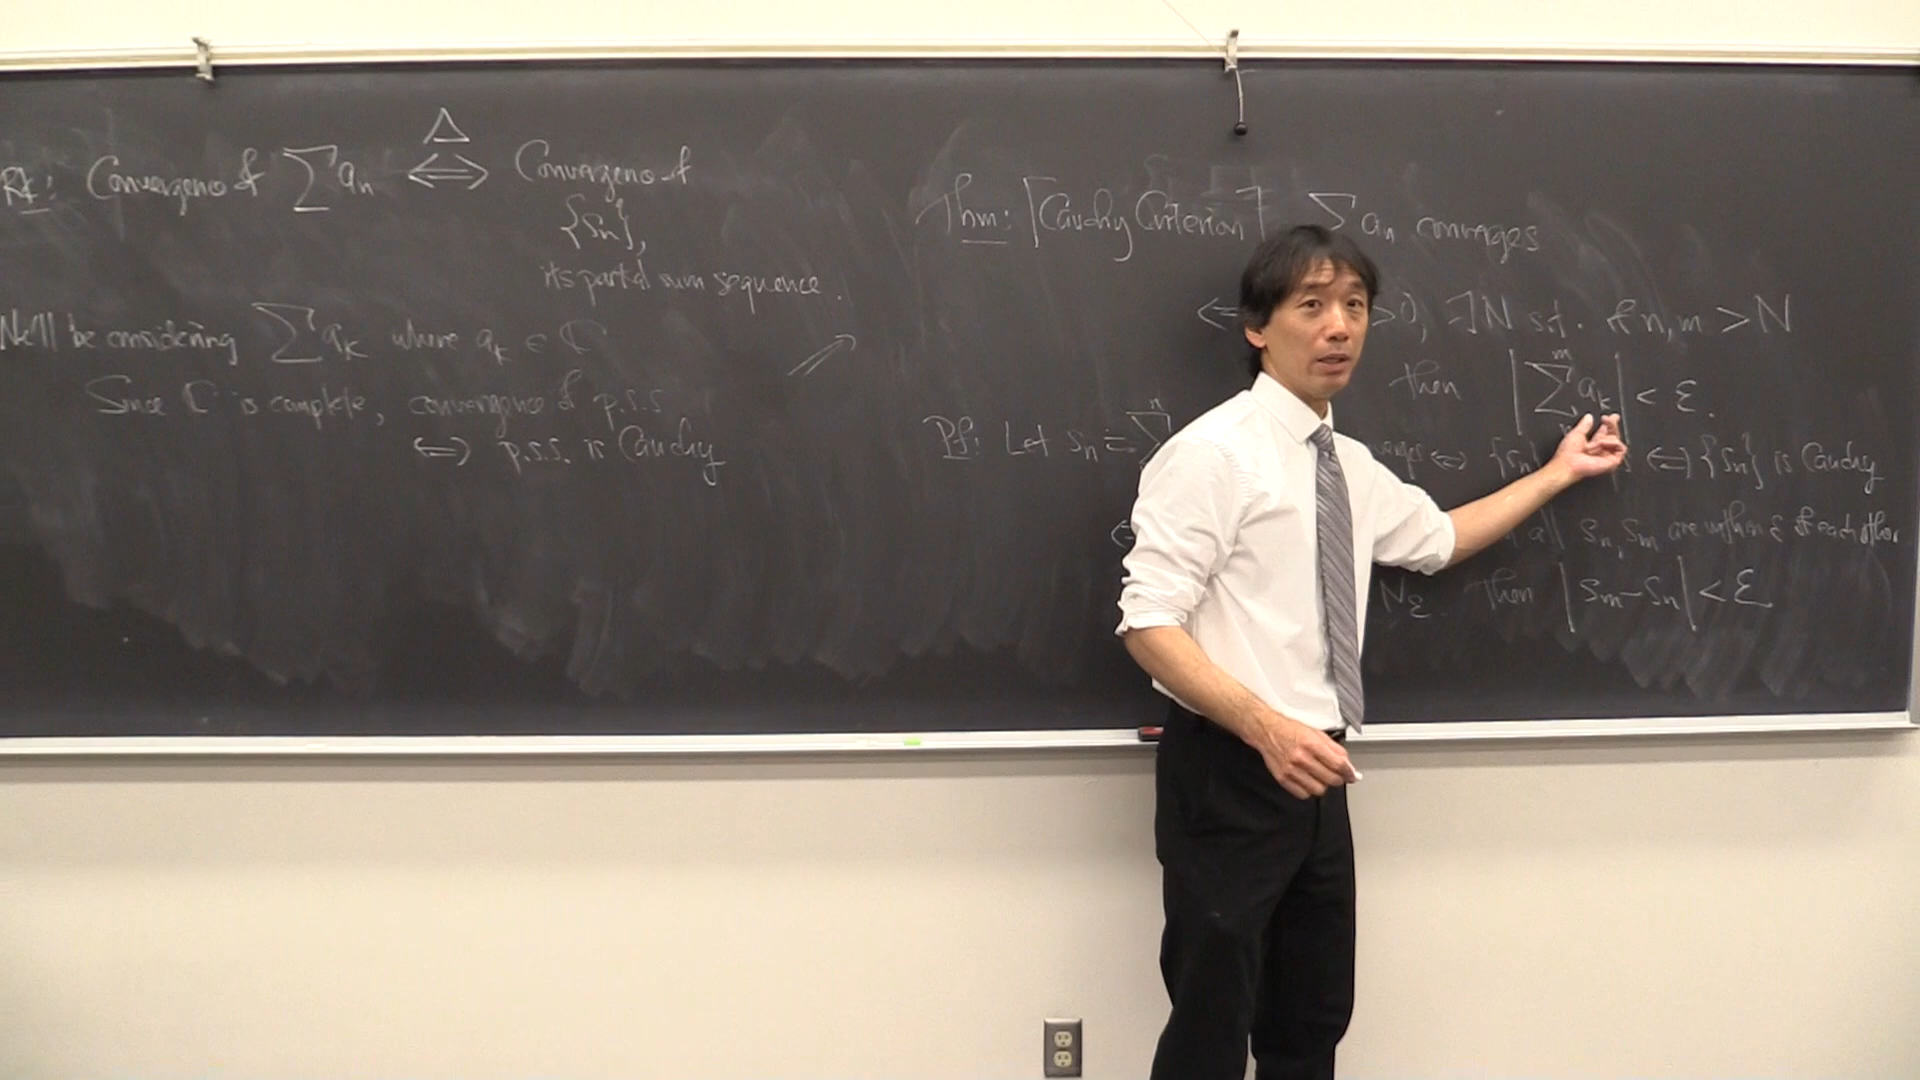 Rk: Convergence of ∑ aₙ ⟺ Convergence of
△
{sₙ},
its partial sum sequence.
We'll be considering ∑ aₖ where aₖ ∈ ℂ
Since ℂ is complete, convergence of p.s.s
⟺ p.s.s. is Cauchy
Thm: [Cauchy Criterion] ∑ aₙ converges
>0, ∃N s.t. if n, m > N
then |∑ᵐ aₖ| < ε.
Pf: Let sₙ = ∑ⁿ ⟺ {sₙ} ⟺ {sₙ} is Cauchy
all sₙ, sₘ are within ε of each other
N_ε. Then |sₘ − sₙ| < ε